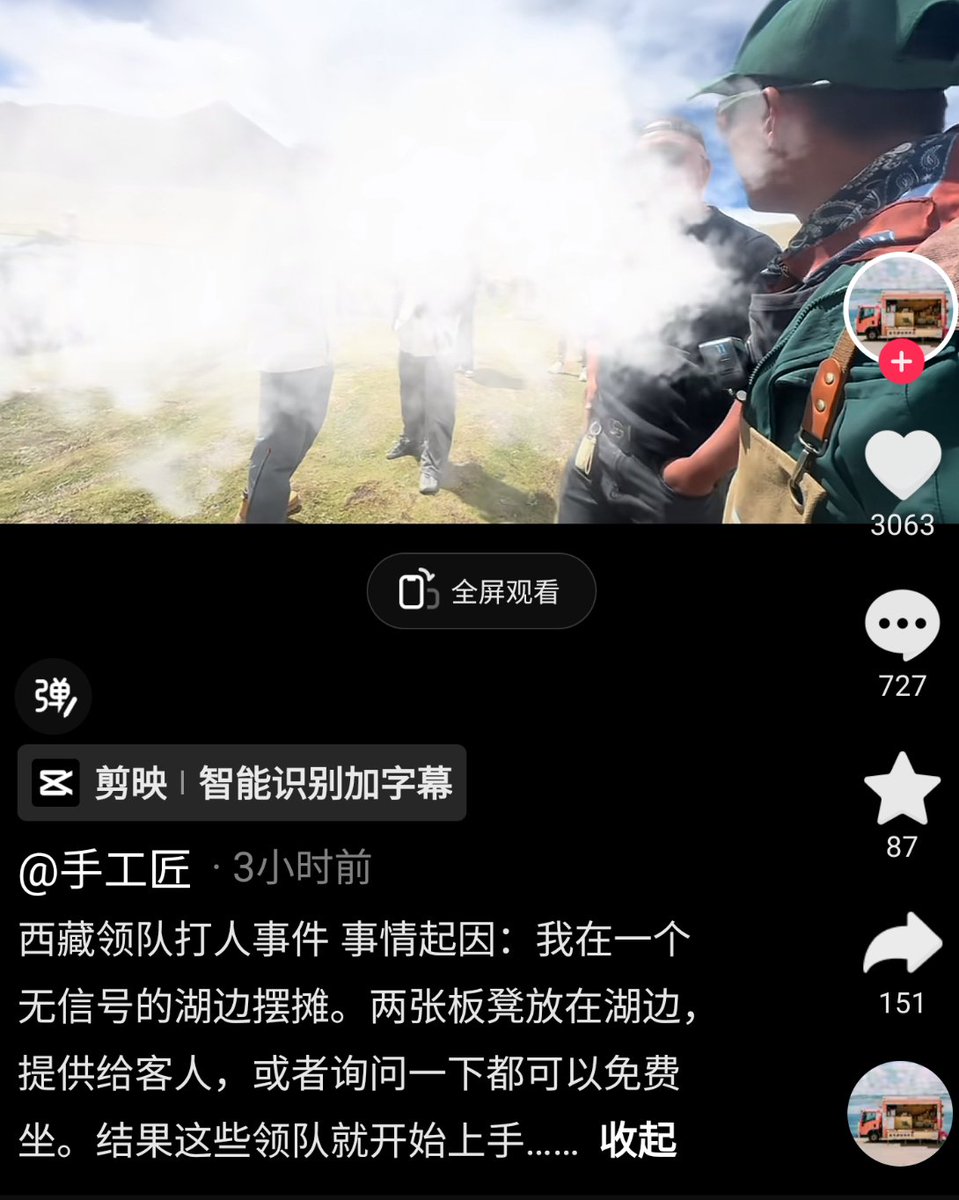 3063
全屏观看
727
弹
剪映 | 智能识别加字幕
87
@手工匠 · 3小时前
西藏领队打人事件 事情起因：我在一个
无信号的湖边摆摊。两张板凳放在湖边，
151
提供给客人，或者询问一下都可以免费
坐。结果这些领队就开始上手...... 收起